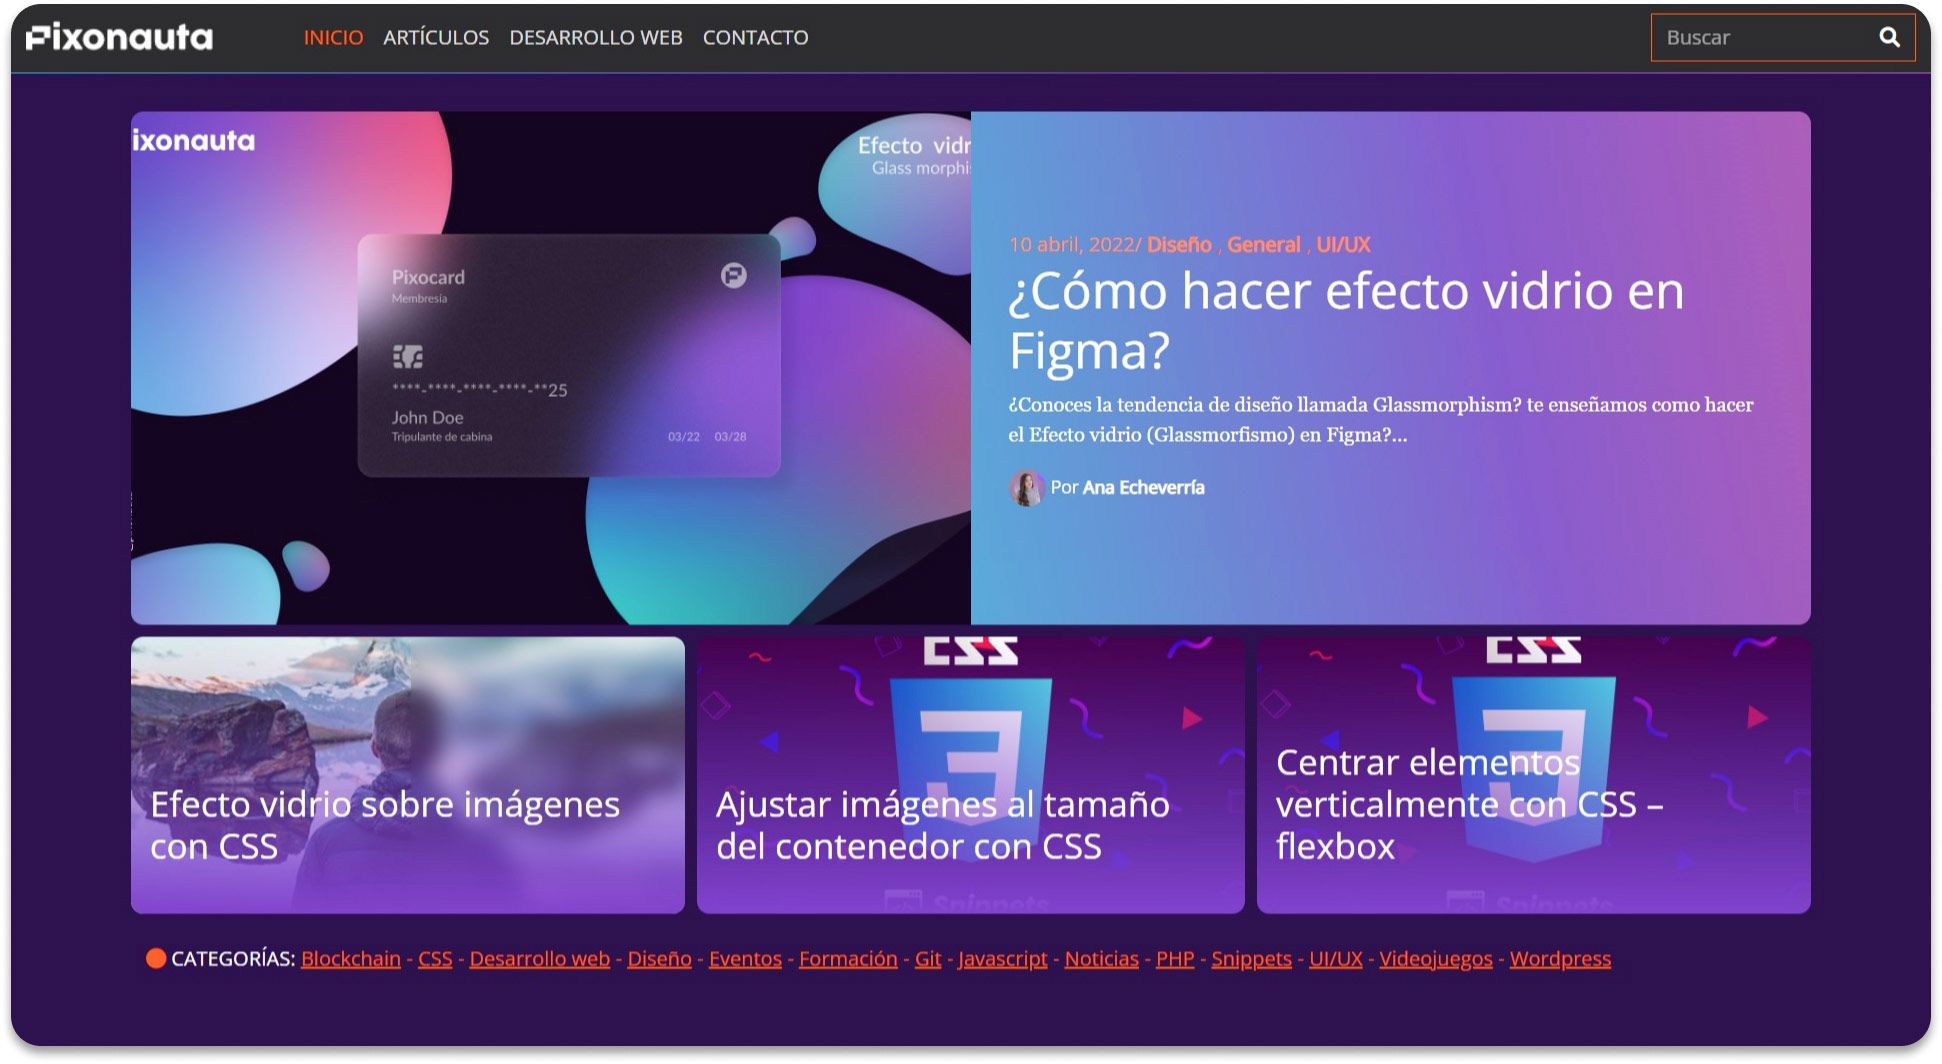 Pixonauta
INICIO ARTÍCULOS DESARROLLO WEB CONTACTO
Buscar
ixonauta
Efecto vidr
Glass morphi
Pixocard
Membresía
****-****-****-****-**25
John Doe
Tripulante de cabina
03/22 03/28
10 abril, 2022/ Diseño , General , UI/UX
¿Cómo hacer efecto vidrio en
Figma?
¿Conoces la tendencia de diseño llamada Glassmorphism? te enseñamos como hacer
el Efecto vidrio (Glassmorfismo) en Figma?...
Por Ana Echeverría
Efecto vidrio sobre imágenes
con CSS
CSS
Ajustar imágenes al tamaño
del contenedor con CSS
Snippets
CSS
Centrar elementos
verticalmente con CSS –
flexbox
Snippets
CATEGORÍAS: Blockchain - CSS - Desarrollo web - Diseño - Eventos - Formación - Git - Javascript - Noticias - PHP - Snippets - UI/UX - Videojuegos - Wordpress